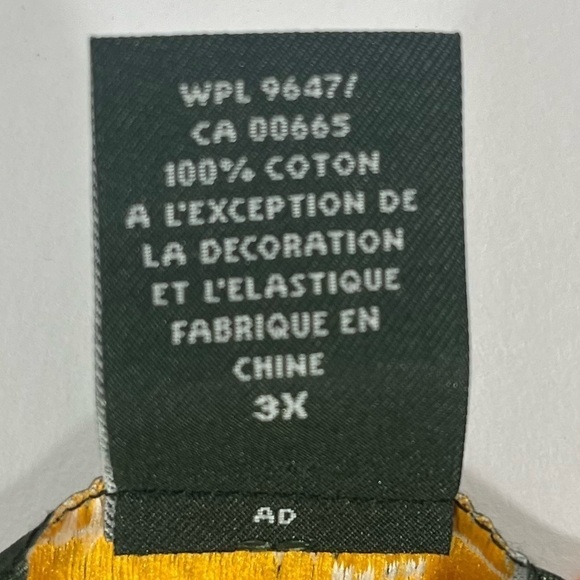 WPL 9647/
CA 00665
100% COTON
A L'EXCEPTION DE
LA DECORATION
ET L'ELASTIQUE
FABRIQUE EN
CHINE
3X
AD